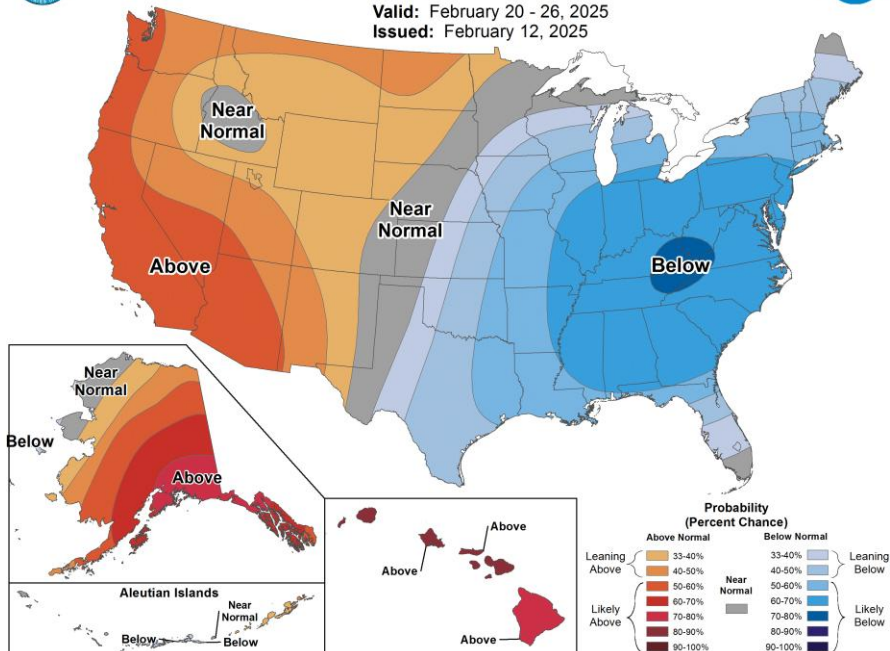 Valid: February 20 - 26, 2025
Issued: February 12, 2025
Near
Normal
Near
Normal
Above
Below
Near
Normal
Below
Above
Aleutian Islands
Near
Normal
Below
Below
Above
Above
Above
Probability
(Percent Chance)
Above Normal
Below Normal
Leaning
Above
33-40%
40-50%
Likely
Above
50-60%
60-70%
70-80%
80-90%
90-100%
Near
Normal
33-40%
40-50%
Leaning
Below
50-60%
60-70%
70-80%
80-90%
90-100%
Likely
Below